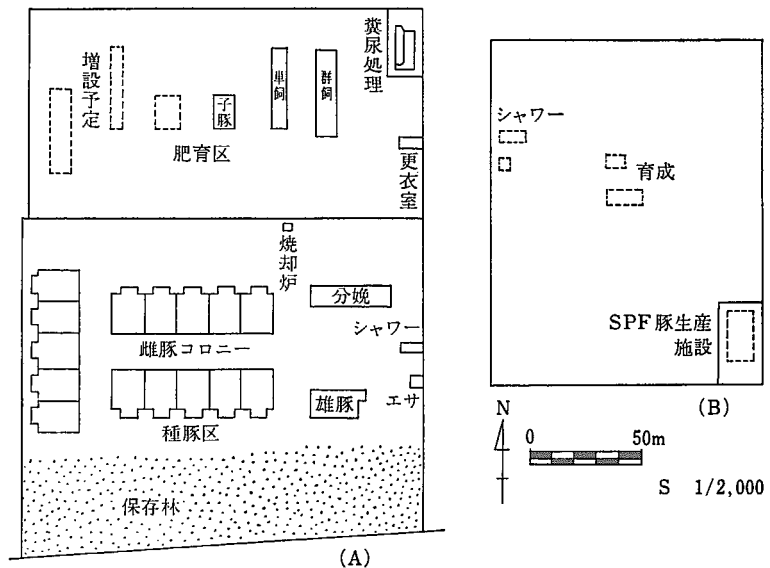 増設予定
子豚
単飼
群飼
糞尿処理
肥育区
更衣室
焼却炉
分娩
シャワー
雌豚コロニー
エサ
雄豚
種豚区
保存林
(A)
シャワー
育成
SPF豚生産
施設
(B)
N
0 50m
S 1/2,000